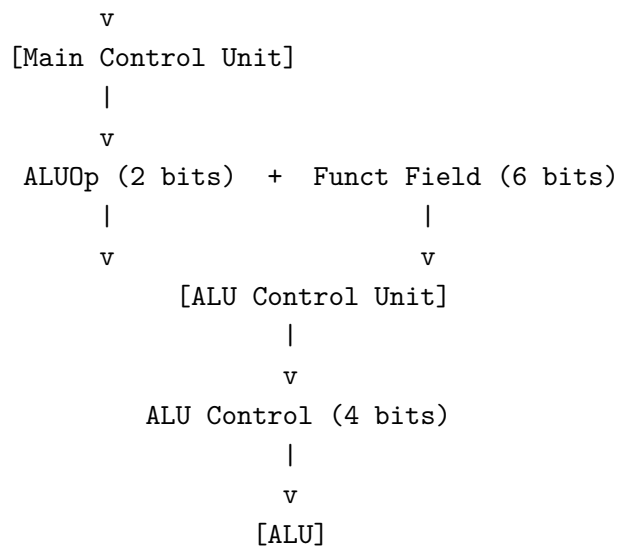 v
[Main Control Unit]
|
v
ALUOp (2 bits) + Funct Field (6 bits)
| |
v v
[ALU Control Unit]
|
v
ALU Control (4 bits)
|
v
[ALU]